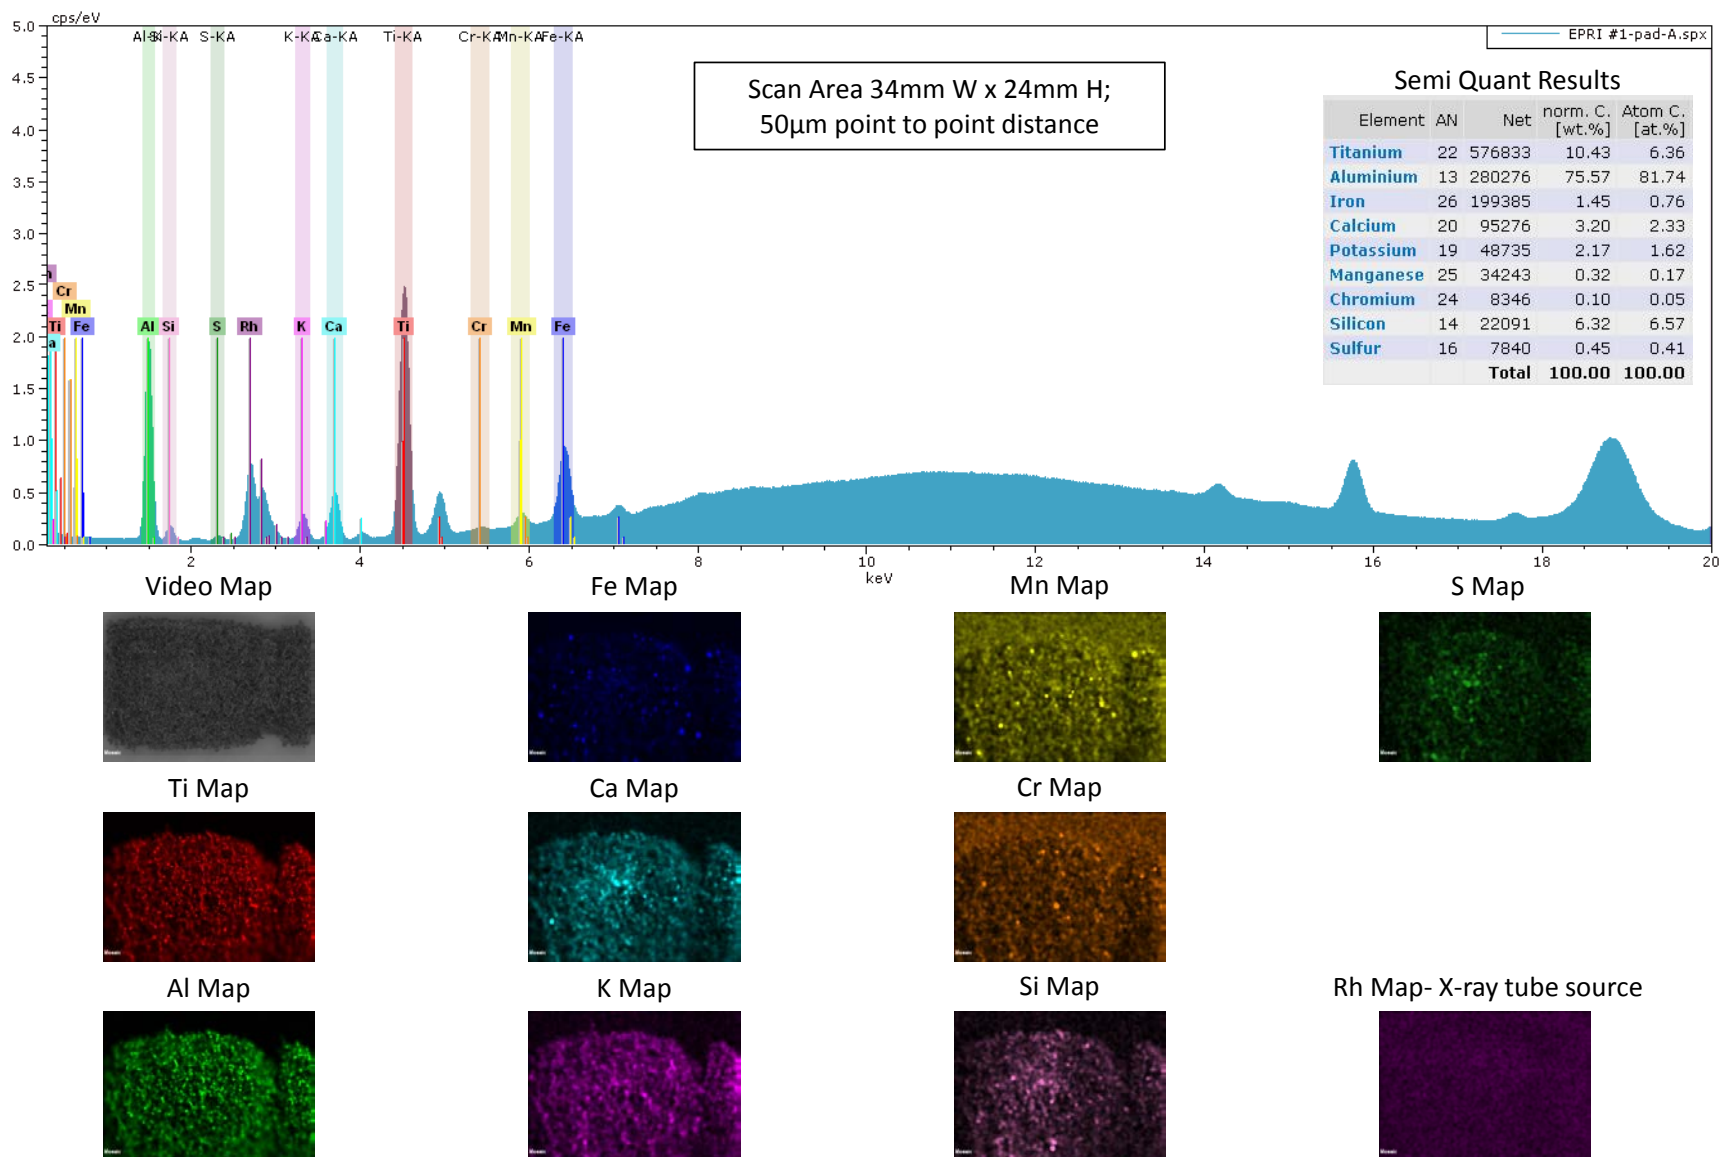 cps/eV
5.0
4.5
4.0
3.5
3.0
2.5
2.0
1.5
1.0
0.5
0.0
Si-KA S-KA Ca-KA Ti-KA Mn-KA Fe-KA
EPRI #1-pad-A.spx
Scan Area 34mm W x 24mm H;
50µm point to point distance
Semi Quant Results
Element AN Net norm. C. [wt.%] Atom C. [at.%]
Titanium 22 576833 10.43 6.36
Aluminium 13 280276 75.57 81.74
Iron 26 199385 1.45 0.76
Calcium 20 95276 3.20 2.33
Potassium 19 48735 2.17 1.62
Manganese 25 34243 0.32 0.17
Chromium 24 8346 0.10 0.05
Silicon 14 22091 6.32 6.57
Sulfur 16 7840 0.45 0.41
Total 100.00 100.00
Cr
Mn
Ti Fe Al Si S Rh K Ca Ti Cr Mn Fe
2 4 6 8 10 12 14 16 18 20
keV
Video Map Fe Map Mn Map S Map
Ti Map Ca Map Cr Map
Al Map K Map Si Map Rh Map- X-ray tube source